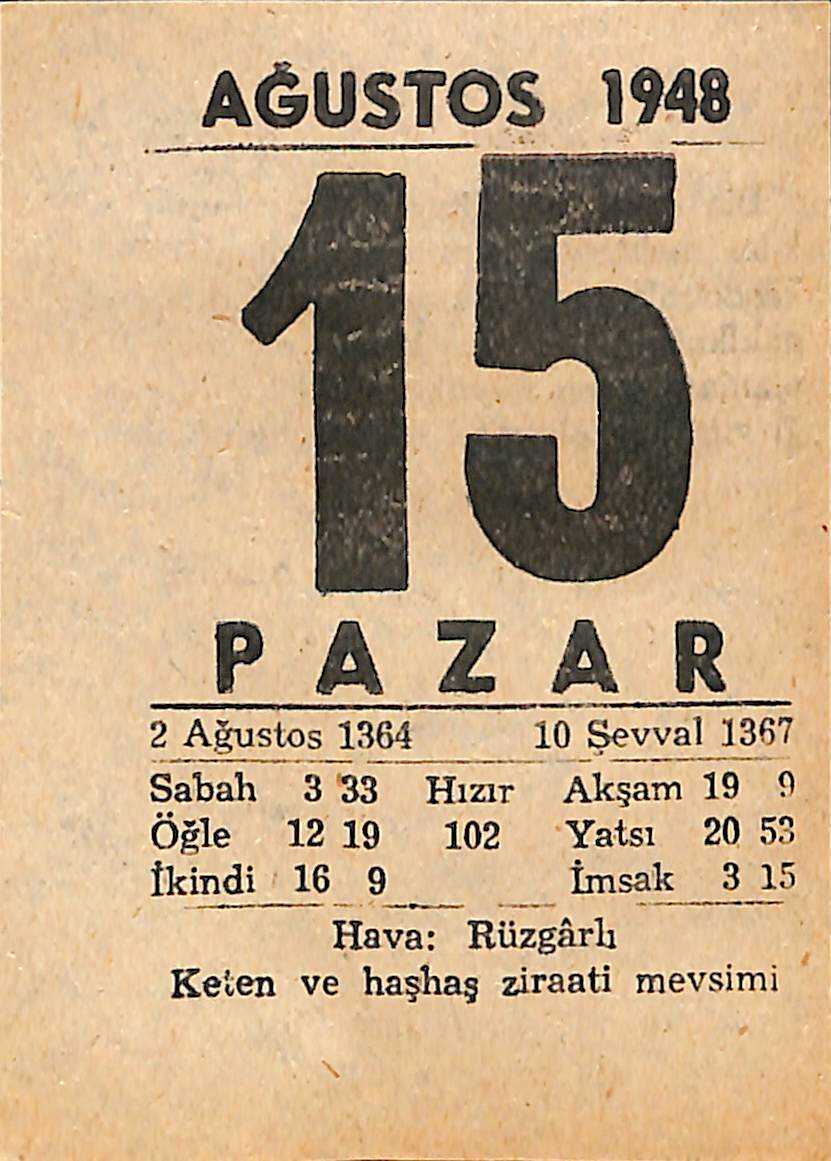 AĞUSTOS 1948
15
PAZAR
2 Ağustos 1364 10 Şevval 1367
Sabah 3 33 Hızır Akşam 19 9
Öğle 12 19 102 Yatsı 20 53
İkindi 16 9 İmsak 3 15
Hava: Rüzgârlı
Keten ve haşhaş ziraati mevsimi